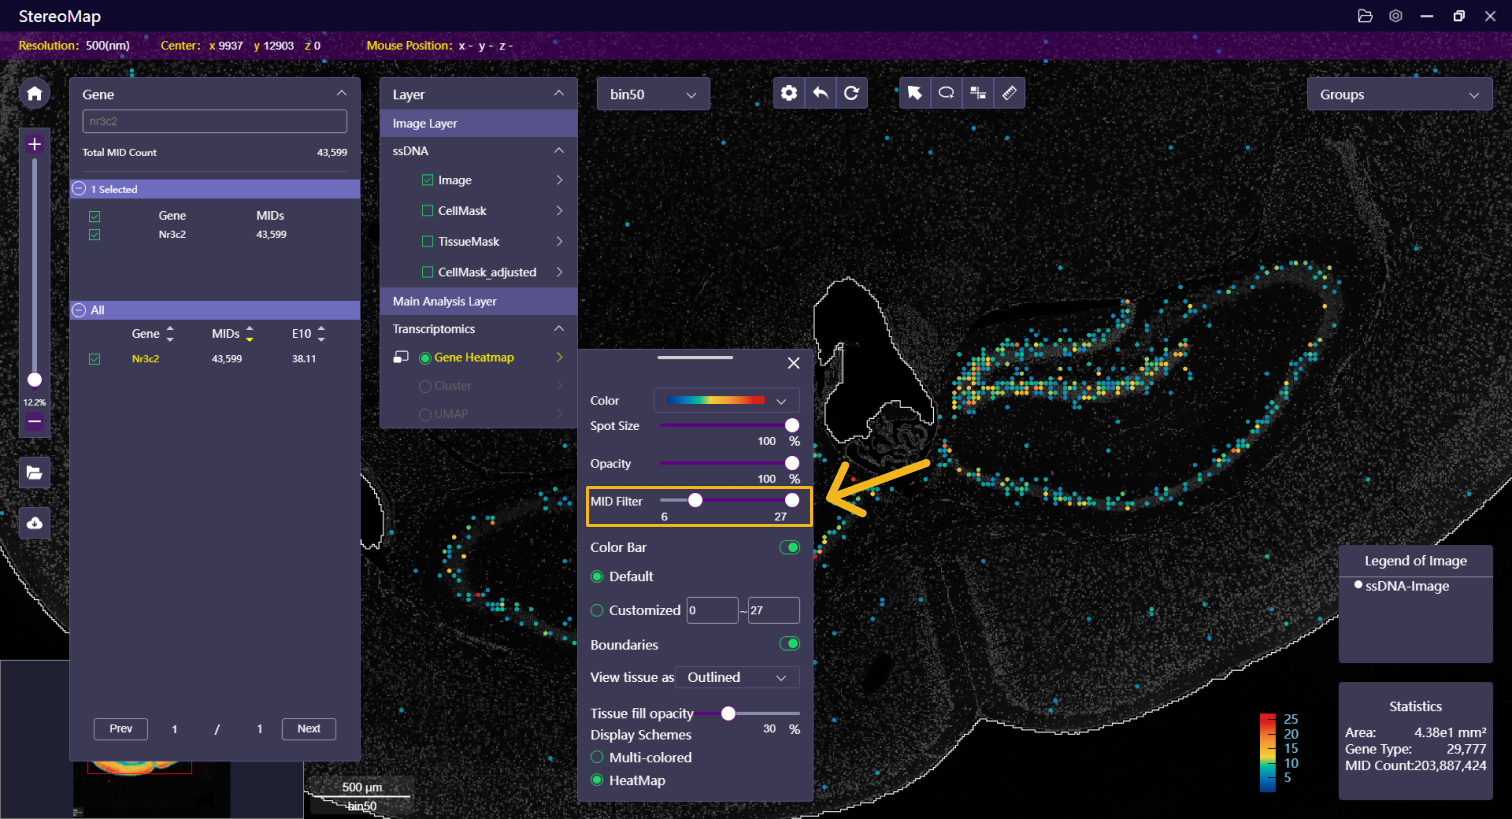 StereoMap
Resolution: 500(nm) Center: x 9937 y 12903 z 0 Mouse Position: x - y - z -
Gene
nr3c2
Total MID Count 43,599
1 Selected
Gene MIDs
Nr3c2 43,599
All
Gene MIDs E10
Nr3c2 43,599 38.11
Prev 1 / 1 Next
12.2%
Layer
Image Layer
ssDNA
Image
CellMask
TissueMask
CellMask_adjusted
Main Analysis Layer
Transcriptomics
Gene Heatmap
Cluster
UMAP
bin50
Groups
Color
Spot Size
100 %
Opacity
100 %
MID Filter
6 27
Color Bar
Default
Customized 0 ~ 27
Boundaries
View tissue as Outlined
Tissue fill opacity
30 %
Display Schemes
Multi-colored
HeatMap
500 μm
bin50
Legend of Image
ssDNA-Image
25
20
15
10
5
Statistics
Area: 4.38e1 mm²
Gene Type: 29,777
MID Count:203,887,424